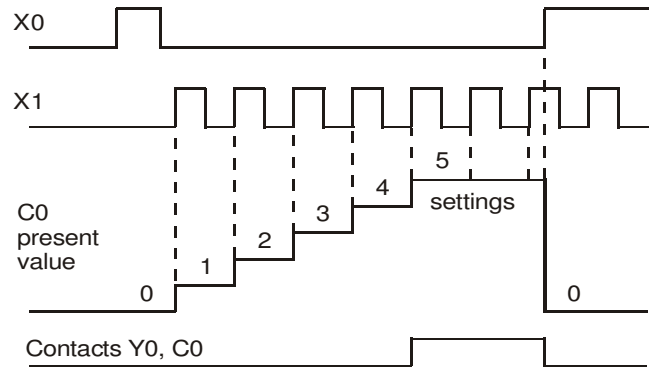 X0
X1
5
4
settings
3
C0
present
value
2
1
0
0
Contacts Y0, C0